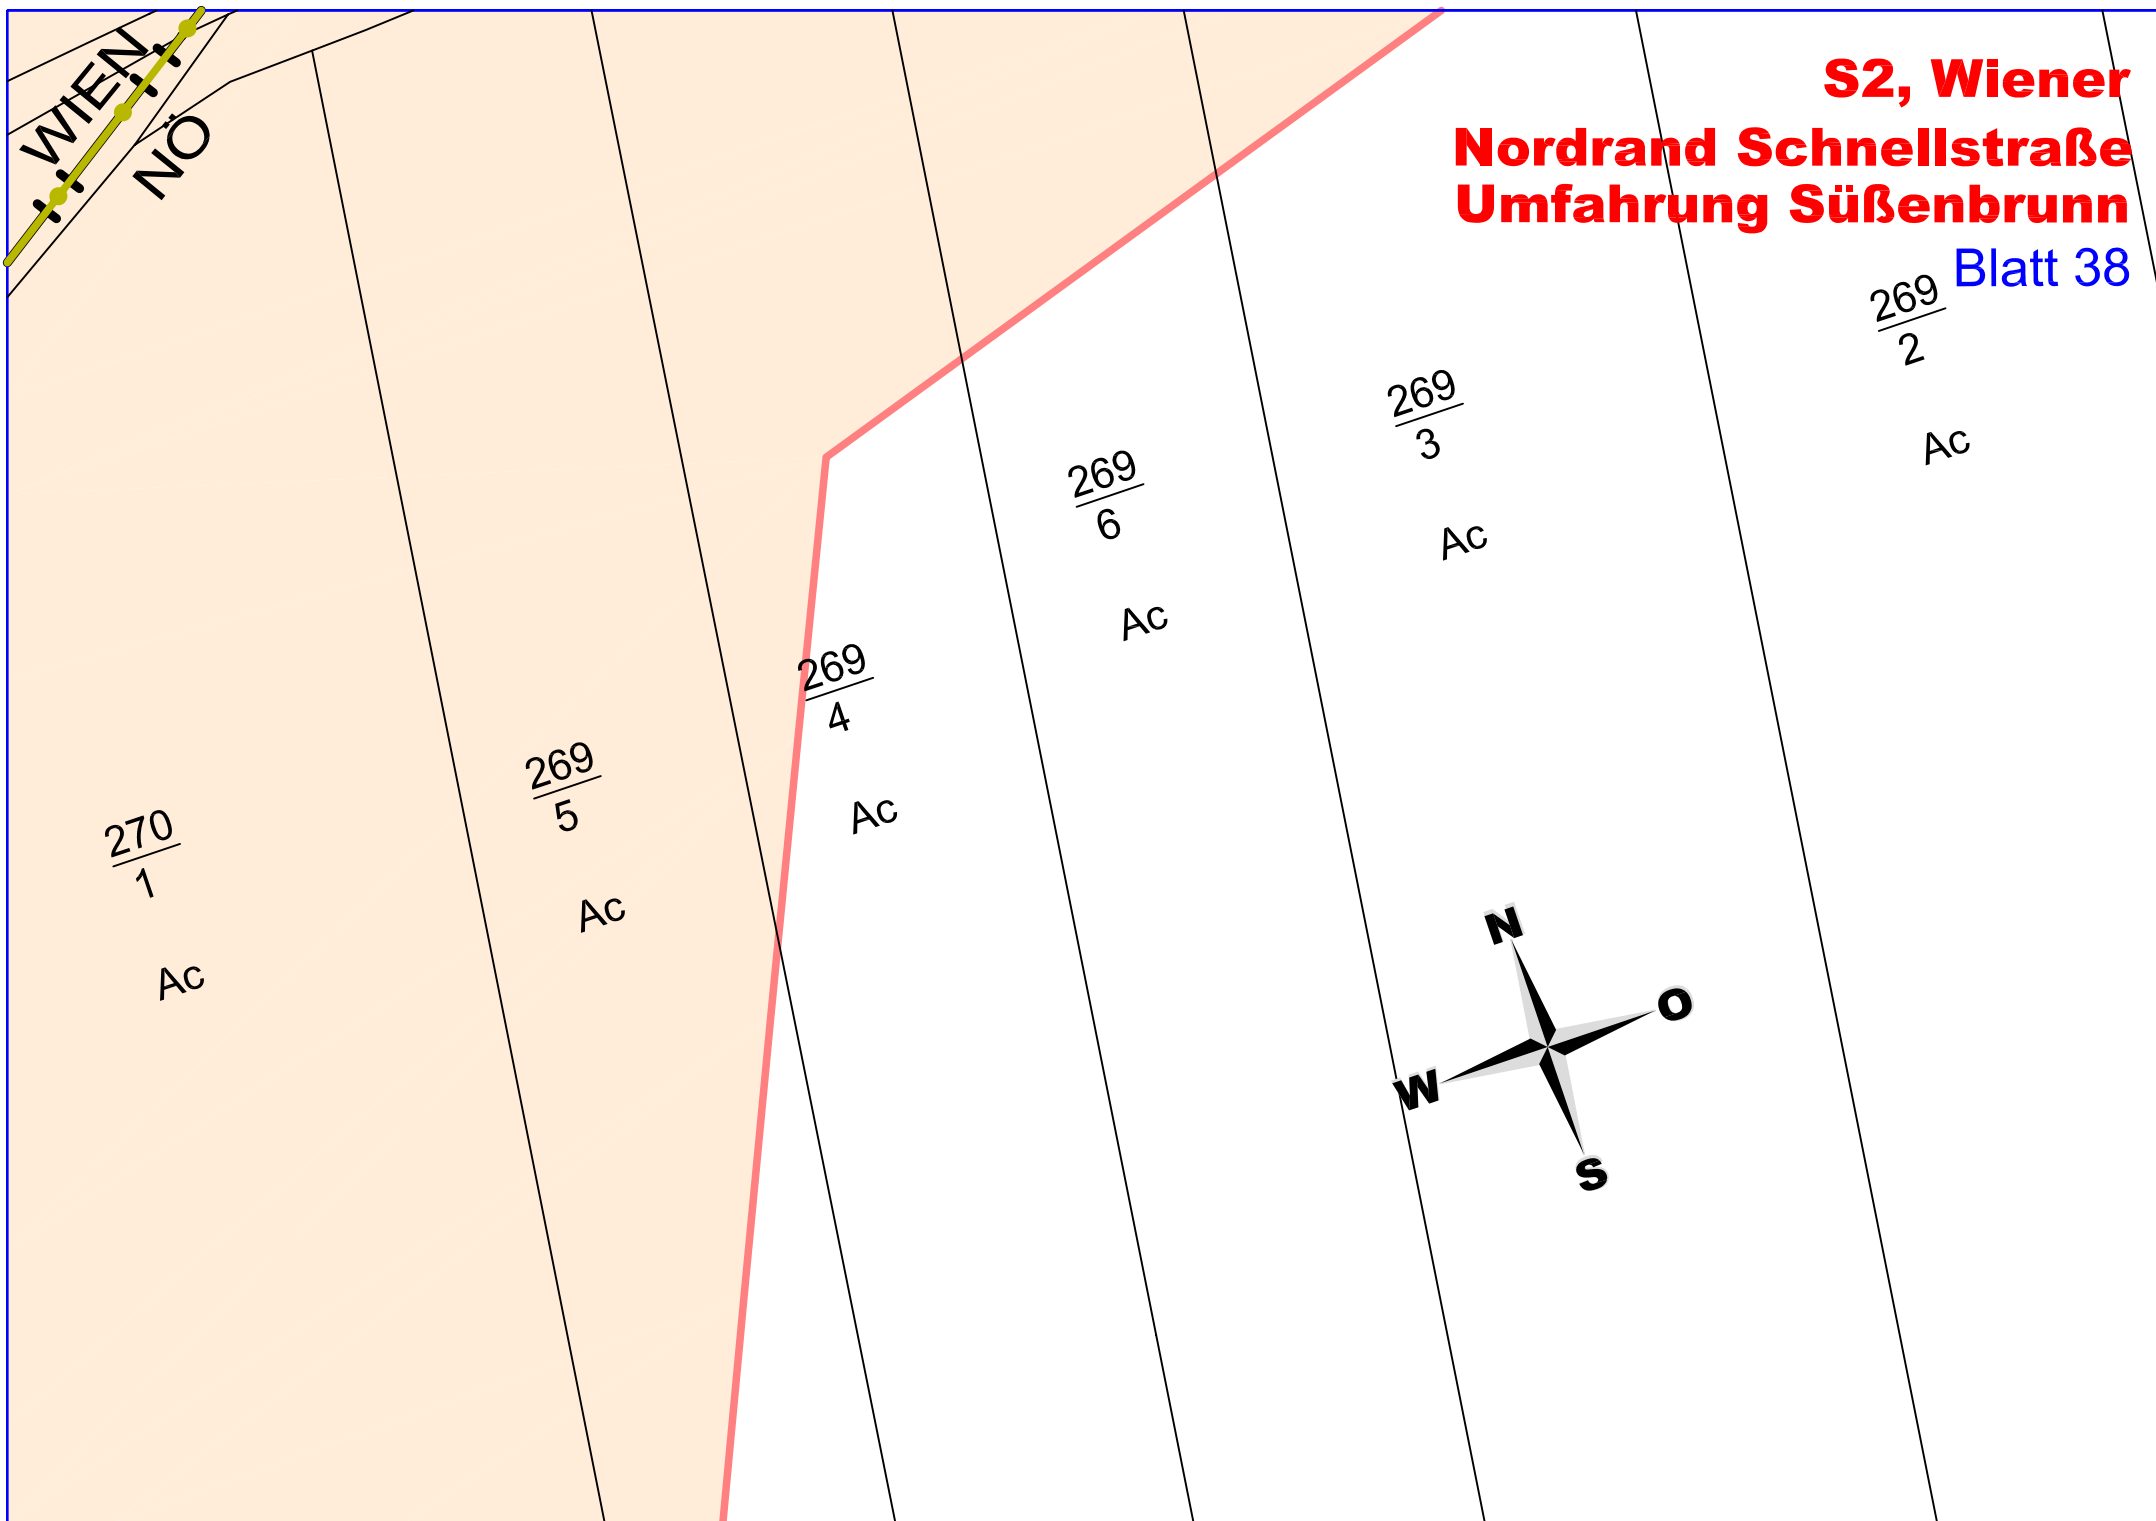 S2, Wiener
Nordrand Schnellstraße
Umfahrung Süßenbrunn
Blatt 38
WIEN
NÖ
269
2
Ac
269
3
Ac
269
6
Ac
269
4
Ac
269
5
Ac
270
1
Ac
N
O
W
S